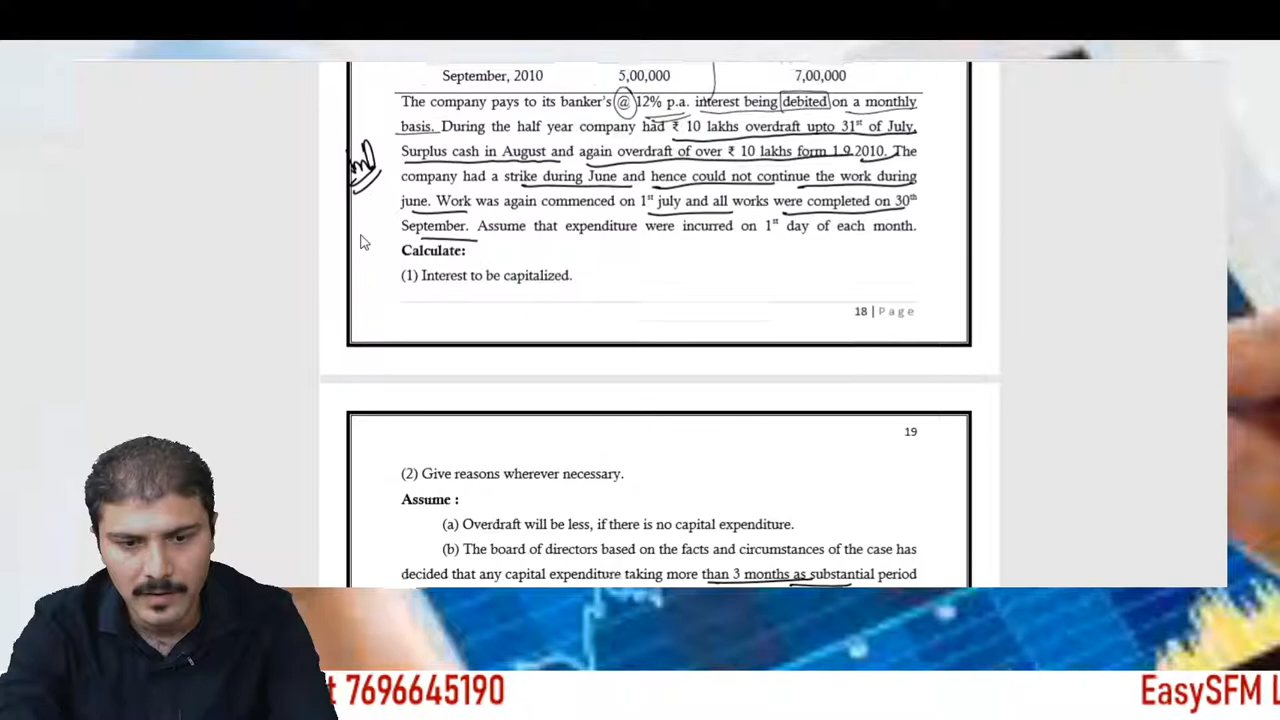 September, 2010 5,00,000 7,00,000
The company pays to its banker's @ 12% p.a. interest being debited on a monthly
basis. During the half year company had ₹ 10 lakhs overdraft upto 31st of July,
Surplus cash in August and again overdraft of over ₹ 10 lakhs form 1.9.2010. The
company had a strike during June and hence could not continue the work during
june. Work was again commenced on 1st july and all works were completed on 30th
September. Assume that expenditure were incurred on 1st day of each month.
Calculate:
(1) Interest to be capitalized.
18 | Page
19
(2) Give reasons wherever necessary.
Assume :
(a) Overdraft will be less, if there is no capital expenditure.
(b) The board of directors based on the facts and circumstances of the case has
decided that any capital expenditure taking more than 3 months as substantial period
7696645190
EasySFM